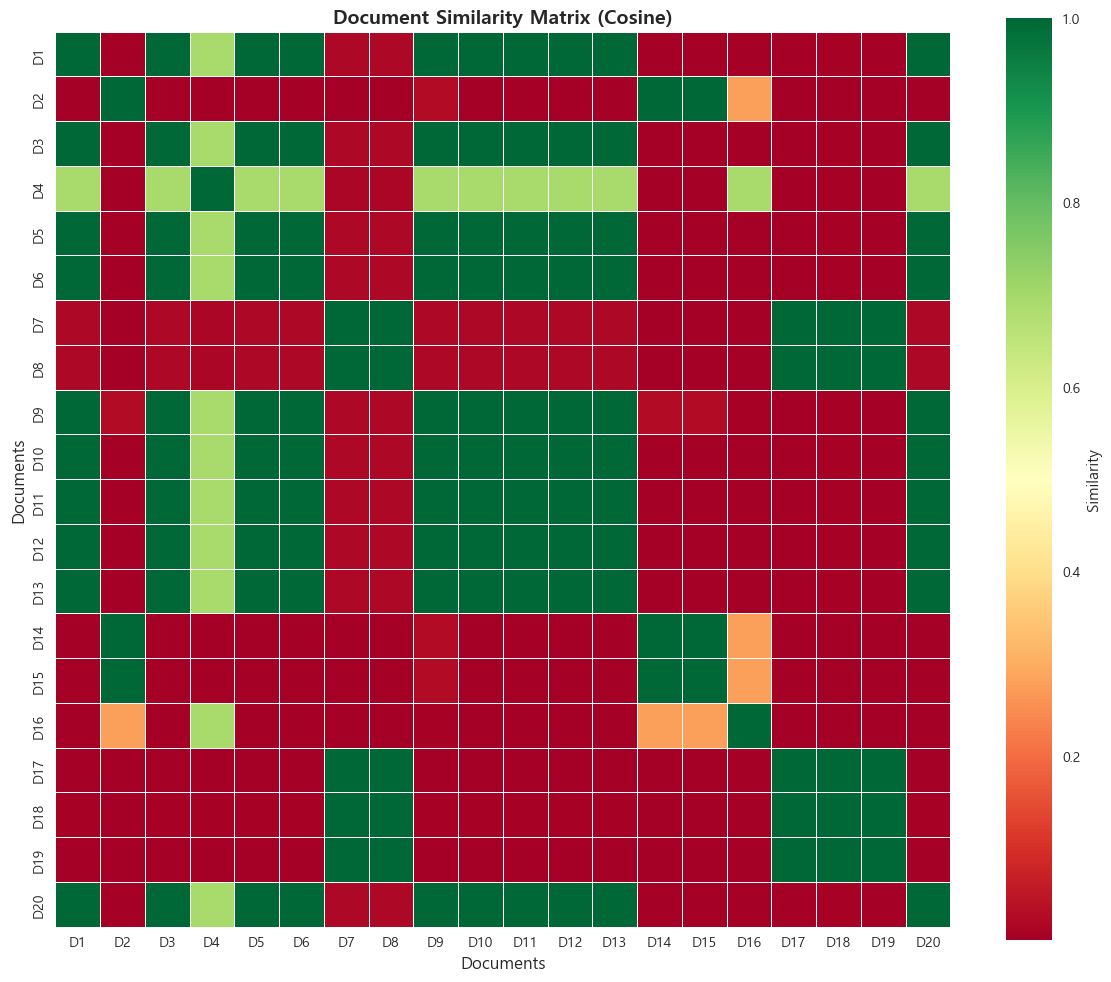 Document Similarity Matrix (Cosine)
D1
D2
D3
D4
D5
D6
D7
D8
D9
D10
D11
D12
D13
D14
D15
D16
D17
D18
D19
D20
Documents
D1 D2 D3 D4 D5 D6 D7 D8 D9 D10 D11 D12 D13 D14 D15 D16 D17 D18 D19 D20
Documents
1.0
0.8
0.6
0.4
0.2
Similarity